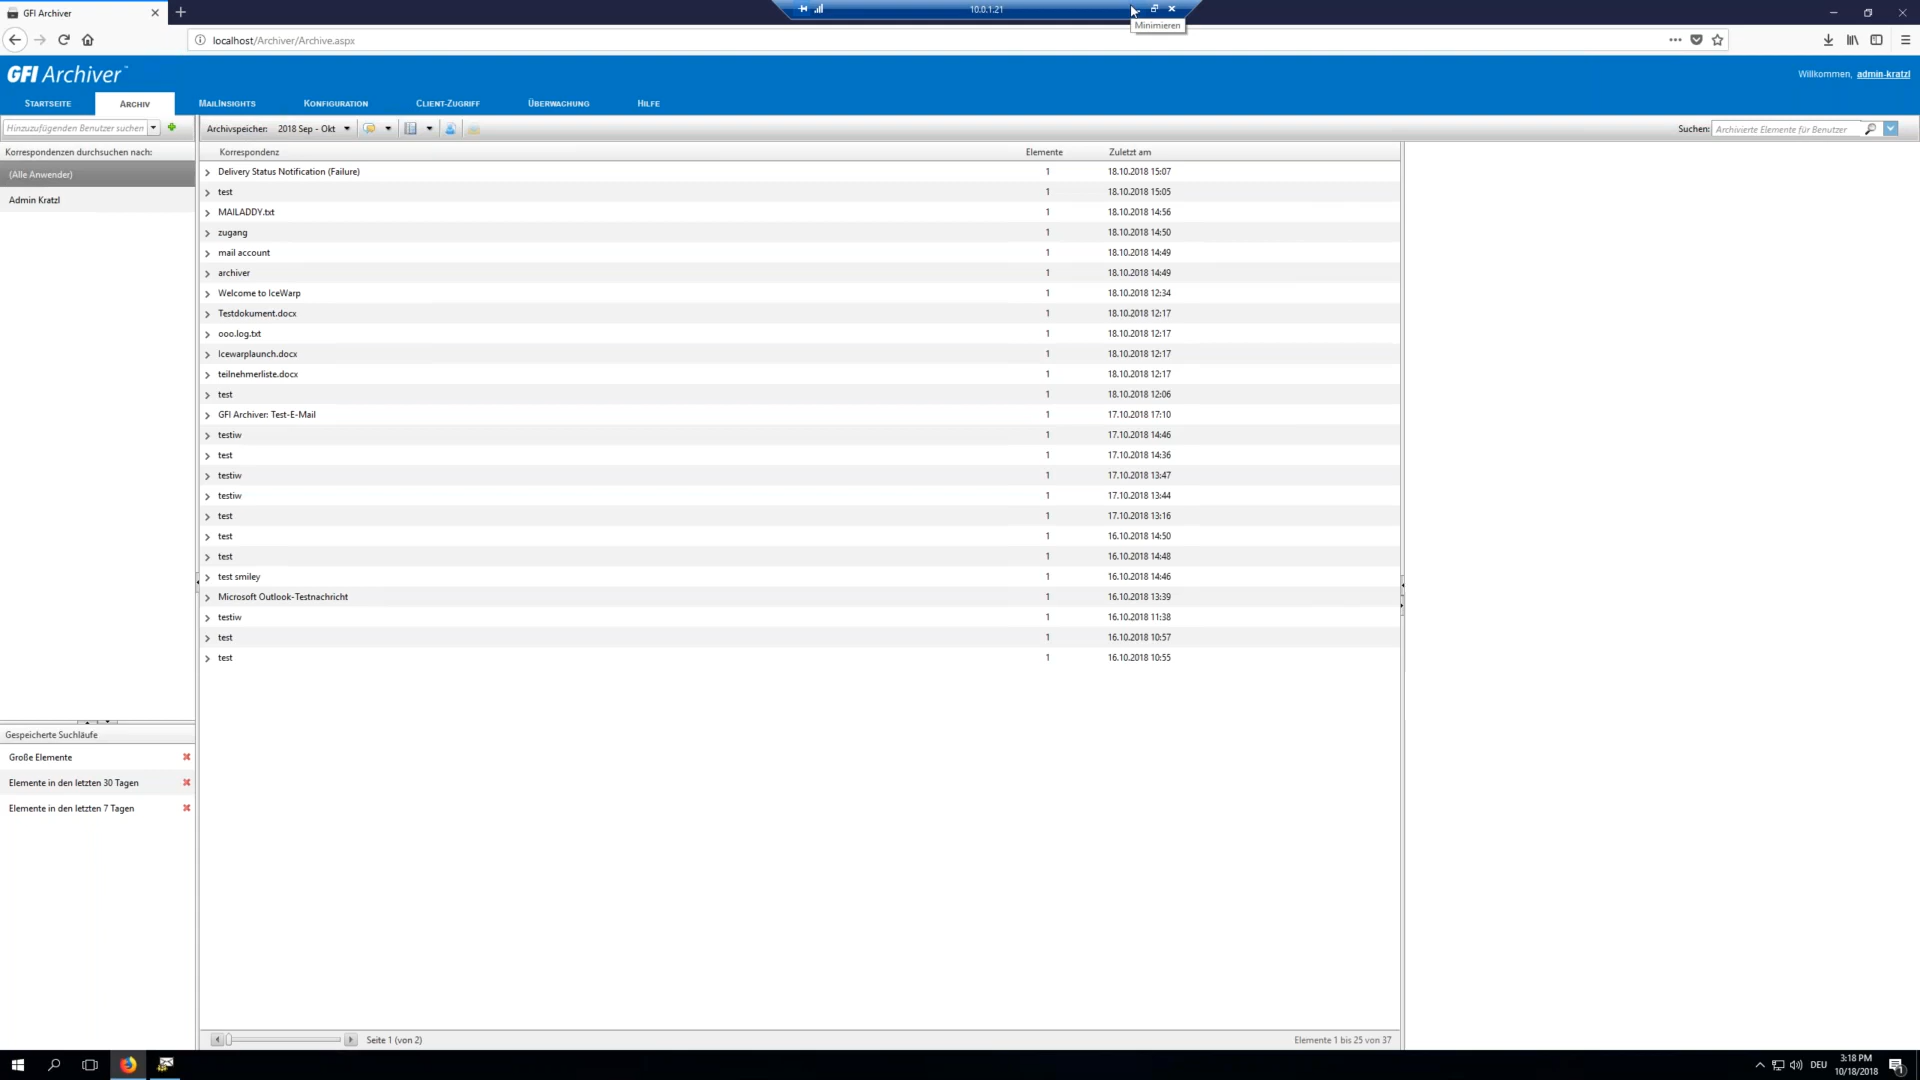 GFI Archiver
10.0.1.21
Minimieren
localhost/Archiver/Archive.aspx
GFI Archiver™
Willkommen, admin-kratzl
STARTSEITE ARCHIV MAILINSIGHTS KONFIGURATION CLIENT-ZUGRIFF ÜBERWACHUNG HILFE
Hinzuzufügenden Benutzer suchen
Archivspeicher: 2018 Sep - Okt
Suchen: Archivierte Elemente für Benutzer
Korrespondenzen durchsuchen nach:
(Alle Anwender)
Admin Kratzl
Korrespondenz Elemente Zuletzt am
Delivery Status Notification (Failure) 1 18.10.2018 15:07
test 1 18.10.2018 15:05
MAILADDY.txt 1 18.10.2018 14:56
zugang 1 18.10.2018 14:50
mail account 1 18.10.2018 14:49
archiver 1 18.10.2018 14:49
Welcome to IceWarp 1 18.10.2018 12:34
Testdokument.docx 1 18.10.2018 12:17
ooo.log.txt 1 18.10.2018 12:17
Icewarplaunch.docx 1 18.10.2018 12:17
teilnehmerliste.docx 1 18.10.2018 12:17
test 1 18.10.2018 12:06
GFI Archiver: Test-E-Mail 1 17.10.2018 17:10
testiw 1 17.10.2018 14:46
test 1 17.10.2018 14:36
testiw 1 17.10.2018 13:47
testiw 1 17.10.2018 13:44
test 1 17.10.2018 13:16
test 1 16.10.2018 14:50
test 1 16.10.2018 14:48
test smiley 1 16.10.2018 14:46
Microsoft Outlook-Testnachricht 1 16.10.2018 13:39
testiw 1 16.10.2018 11:38
test 1 16.10.2018 10:57
test 1 16.10.2018 10:55
Gespeicherte Suchläufe
Große Elemente
Elemente in den letzten 30 Tagen
Elemente in den letzten 7 Tagen
Seite 1 (von 2)
Elemente 1 bis 25 von 37
DEU
3:18 PM
10/18/2018